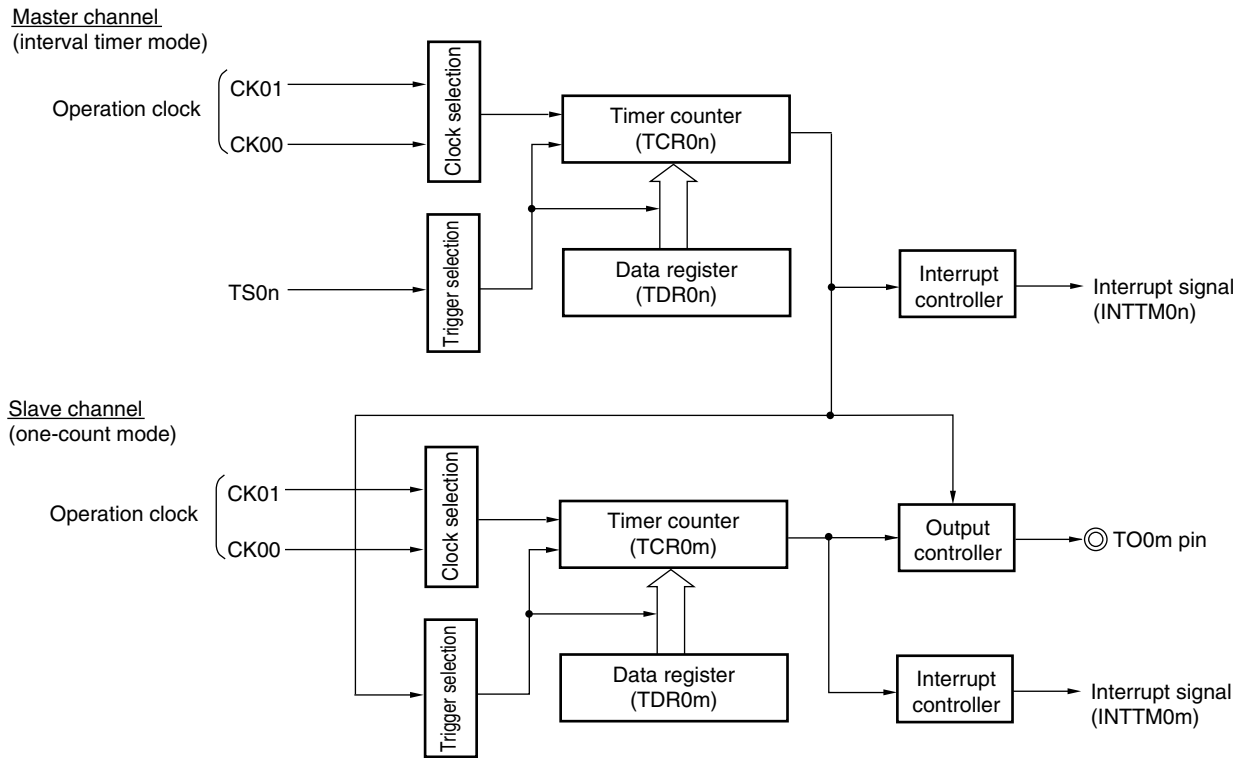 Master channel
(interval timer mode)
Operation clock
CK01
CK00
Clock selection
Timer counter
(TCR0n)
TS0n
Trigger selection
Data register
(TDR0n)
Interrupt
controller
Interrupt signal
(INTTM0n)
Slave channel
(one-count mode)
Operation clock
CK01
CK00
Clock selection
Timer counter
(TCR0m)
Output
controller
TO0m pin
Trigger selection
Data register
(TDR0m)
Interrupt
controller
Interrupt signal
(INTTM0m)